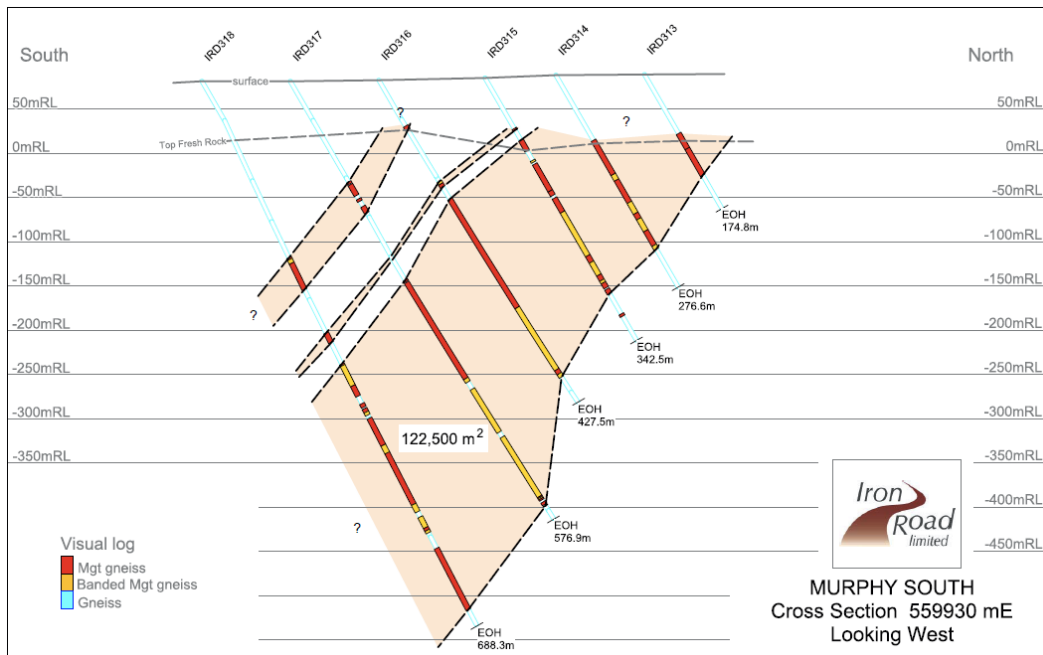 South
IRD318
IRD317
IRD316
IRD315
IRD314
IRD313
North
surface
50mRL
50mRL
?
?
Top Fresh Rock
0mRL
0mRL
-50mRL
-50mRL
EOH
174.8m
-100mRL
-100mRL
-150mRL
-150mRL
EOH
276.6m
?
-200mRL
-200mRL
EOH
342.5m
-250mRL
-250mRL
-300mRL
-300mRL
EOH
427.5m
122,500 m²
-350mRL
-350mRL
-400mRL
EOH
576.9m
?
-450mRL
Iron
Road
limited
Visual log
Mgt gneiss
Banded Mgt gneiss
Gneiss
MURPHY SOUTH
Cross Section 559930 mE
Looking West
EOH
688.3m